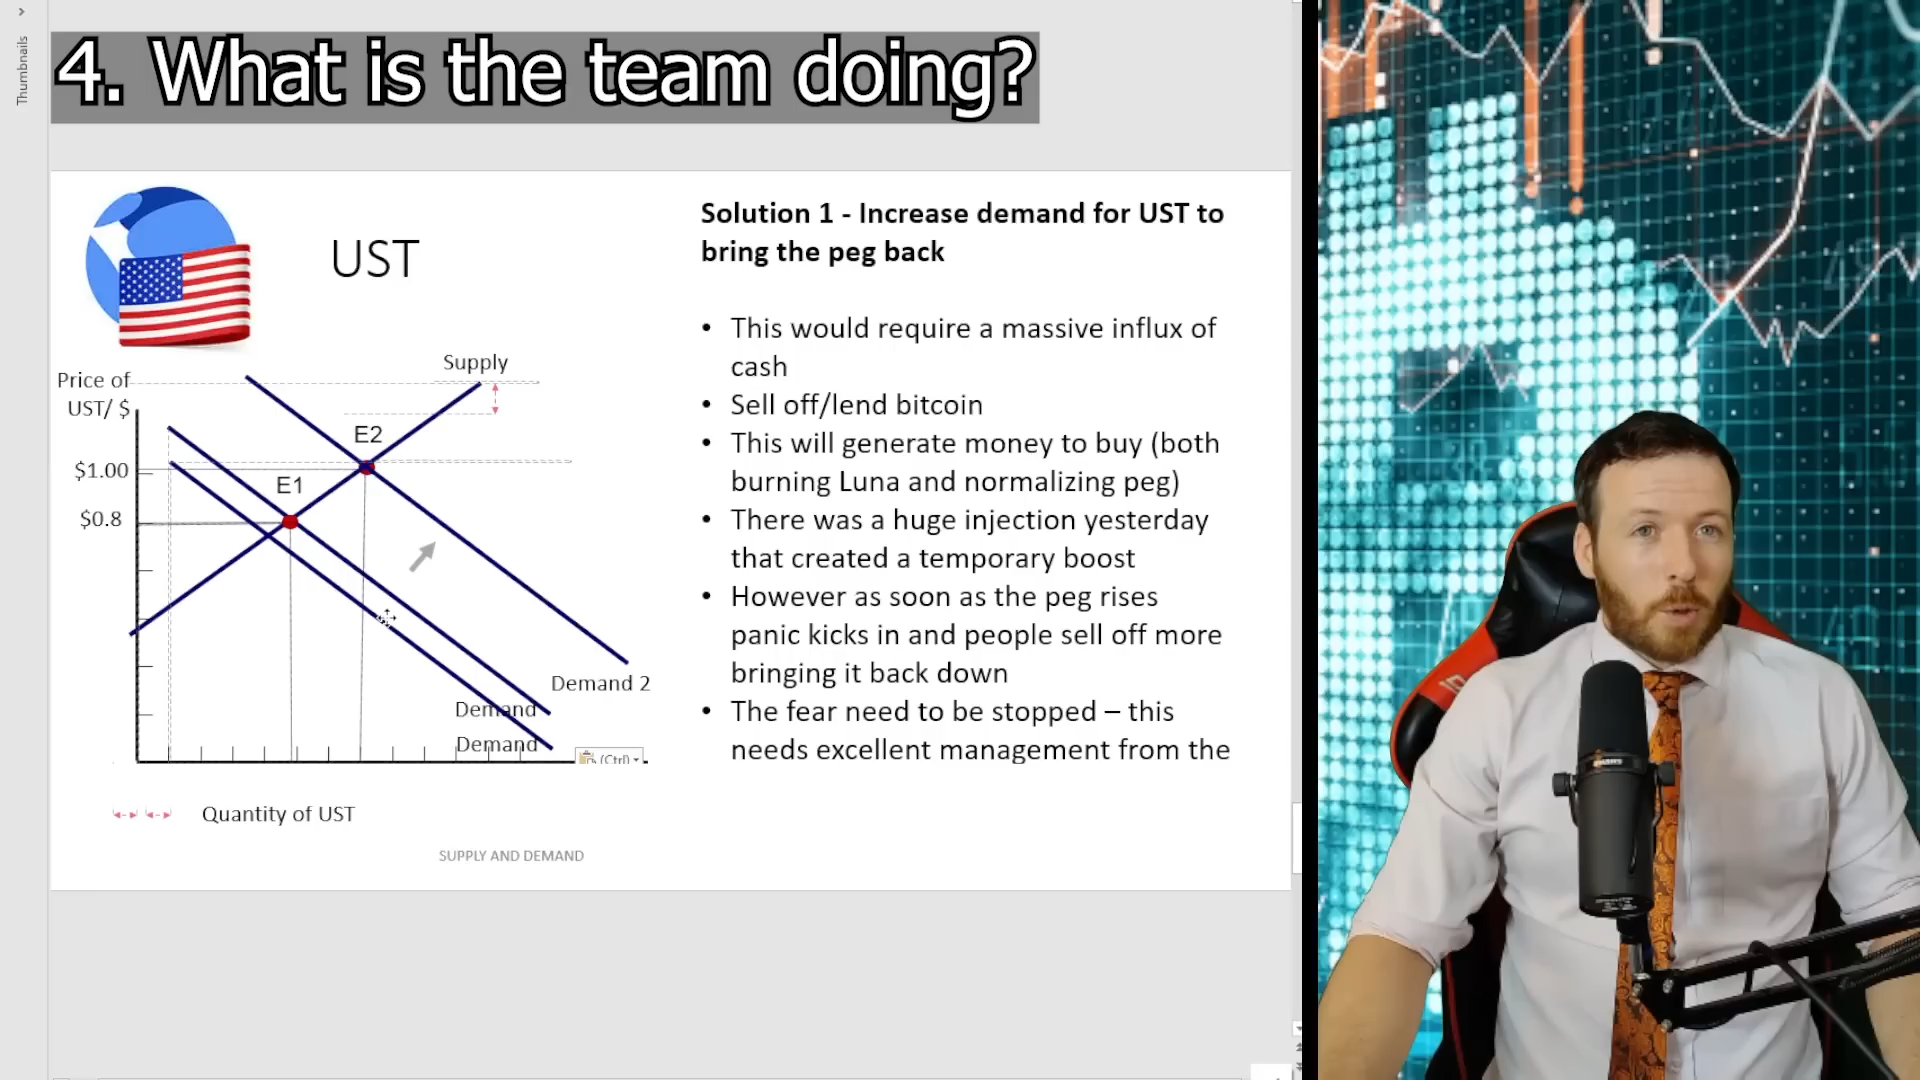 Thumbnails
4. What is the team doing?
UST
Solution 1 - Increase demand for UST to
bring the peg back
• This would require a massive influx of
cash
• Sell off/lend bitcoin
• This will generate money to buy (both
burning Luna and normalizing peg)
• There was a huge injection yesterday
that created a temporary boost
• However as soon as the peg rises
panic kicks in and people sell off more
bringing it back down
• The fear need to be stopped – this
needs excellent management from the
Supply
Price of
UST/ $
E2
$1.00
E1
$0.8
Demand 2
Demand
Demand
(Ctrl)
Quantity of UST
SUPPLY AND DEMAND